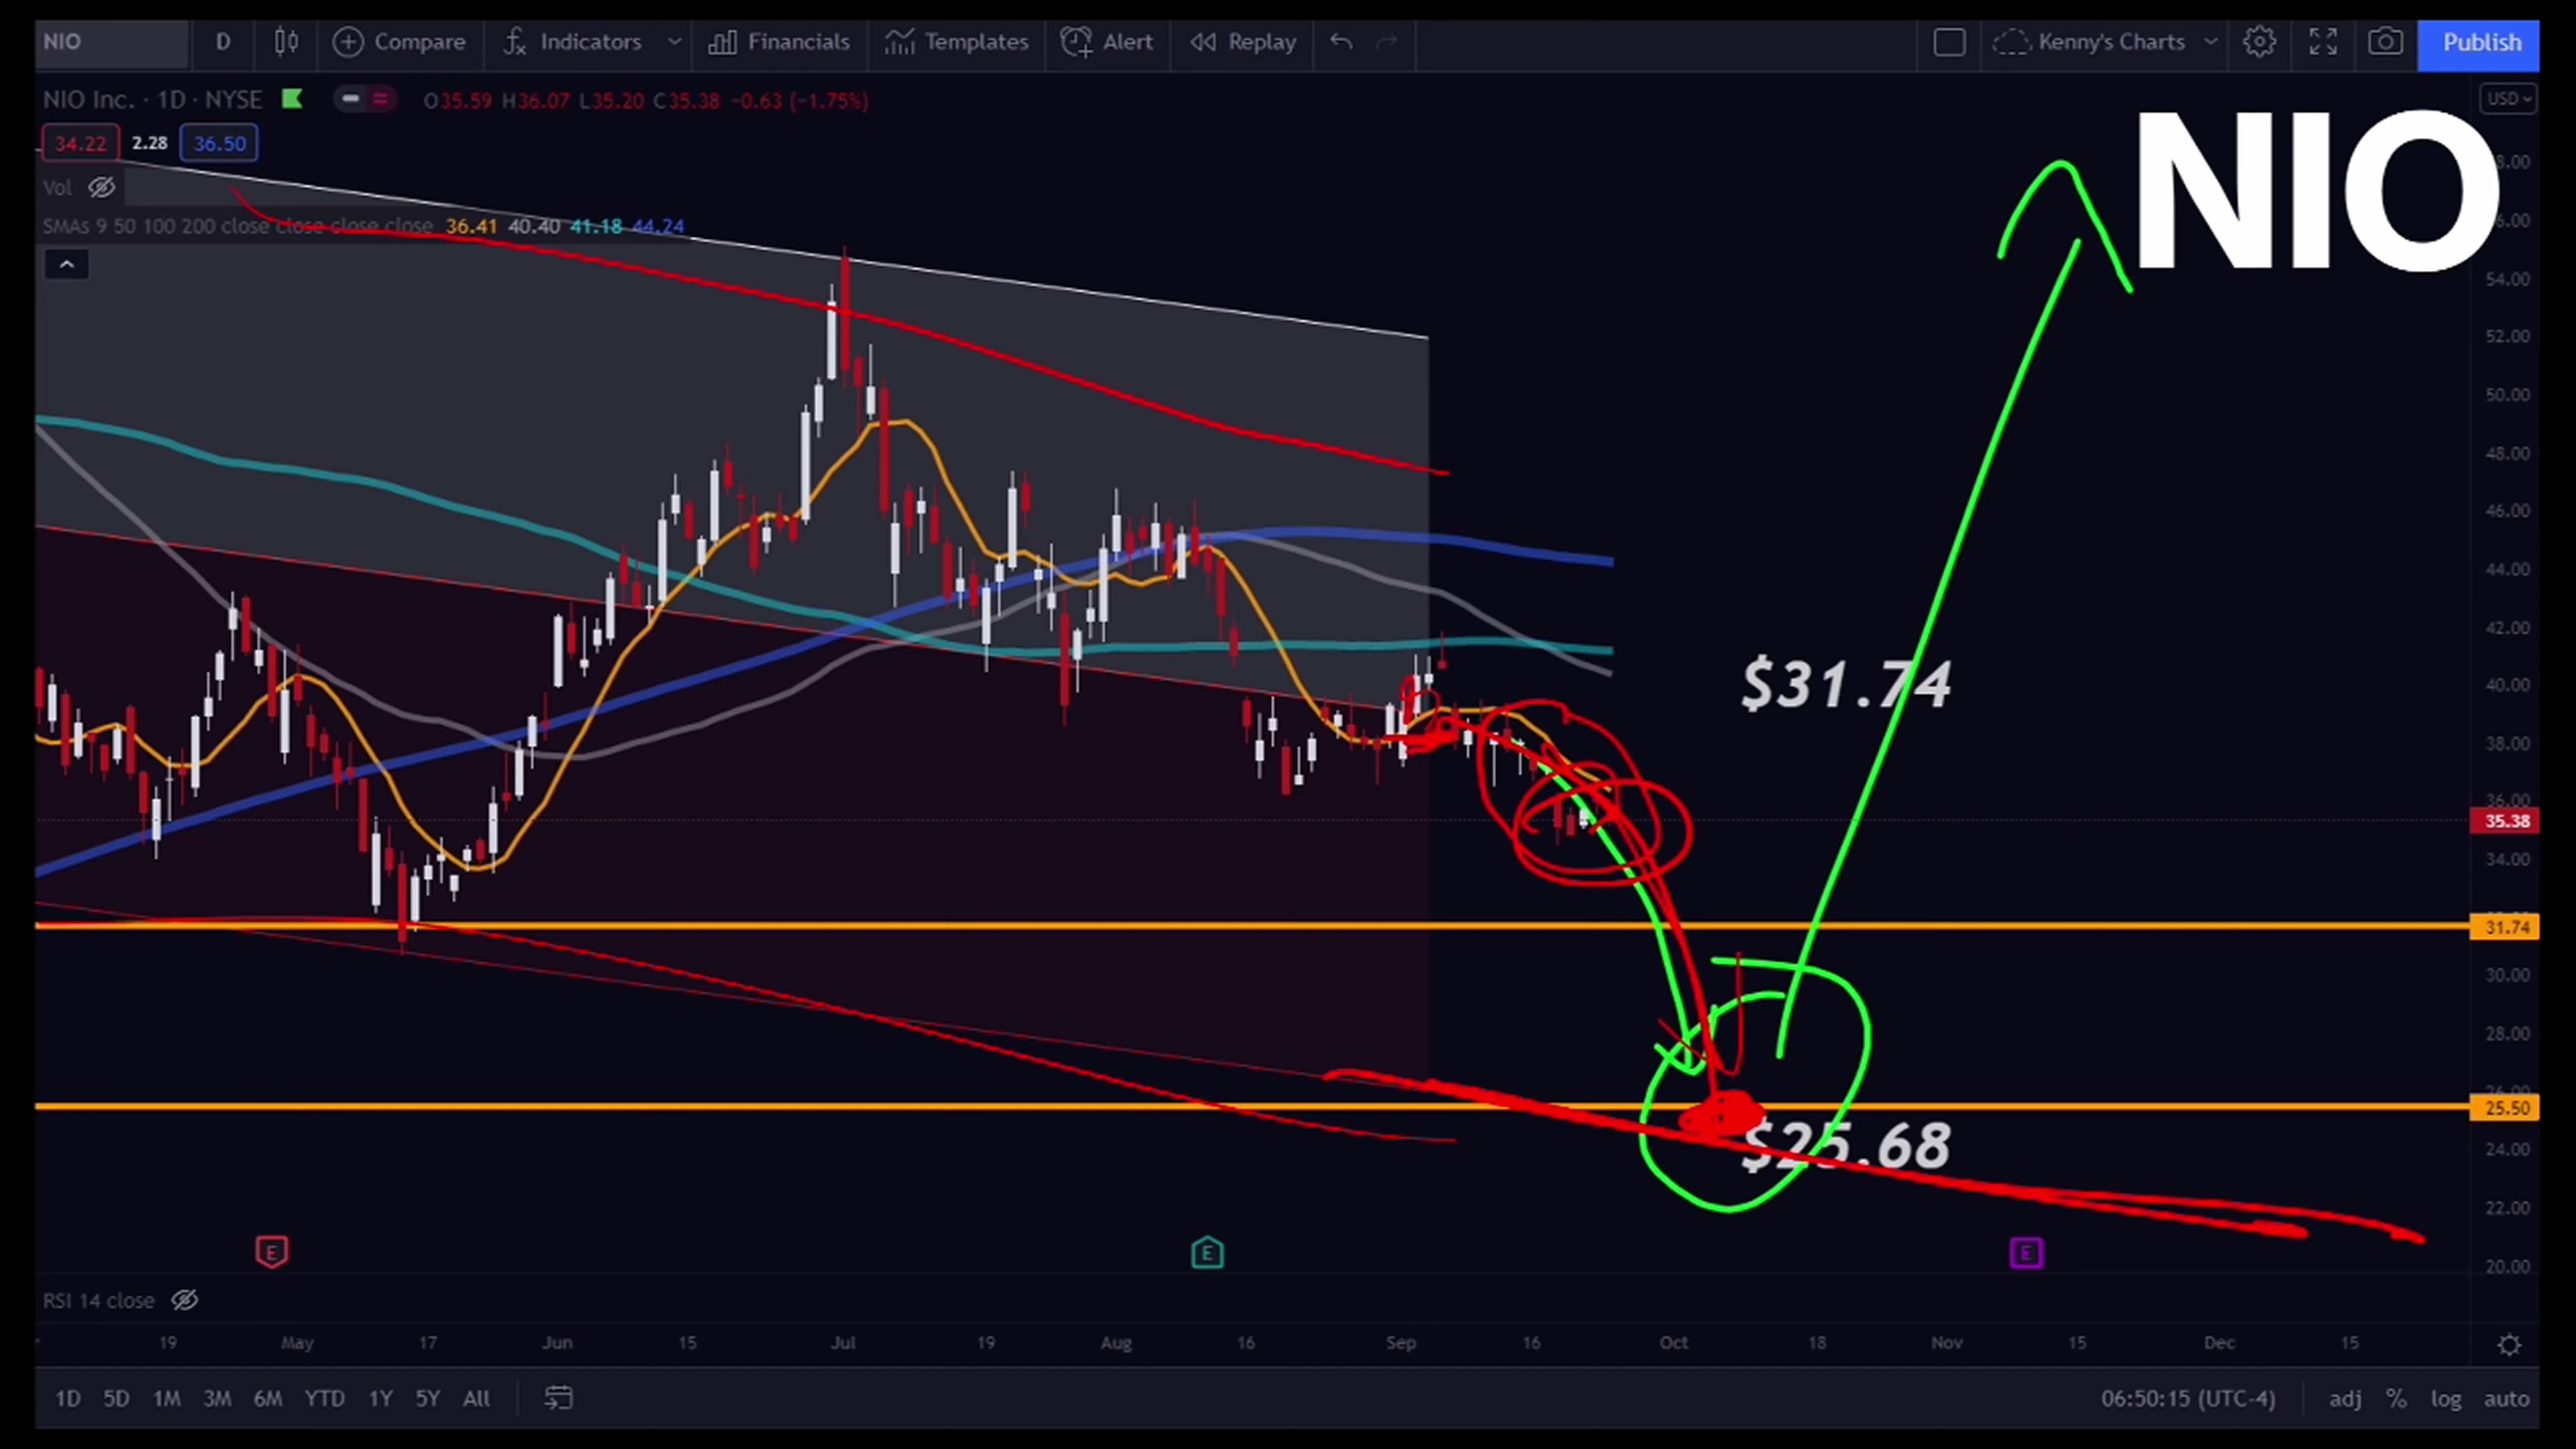 NIO D Compare Indicators Financials Templates Alert Replay Kenny's Charts Publish
NIO Inc. · 1D · NYSE O35.59 H36.07 L35.20 C35.38 −0.63 (−1.75%) USD
34.22 2.28 36.50
NIO
Vol
SMAs 9 50 100 200 close close close close 36.41 40.40 41.18 44.24
54.00
52.00
50.00
48.00
46.00
44.00
42.00
$31.74
40.00
38.00
36.00
35.38
34.00
31.74
30.00
28.00
26.00
25.50
$25.68
24.00
22.00
E E E
20.00
RSI 14 close
19 May 17 Jun 15 Jul 19 Aug 16 Sep 16 Oct 18 Nov 15 Dec 15
1D 5D 1M 3M 6M YTD 1Y 5Y All 06:50:15 (UTC-4) adj % log auto